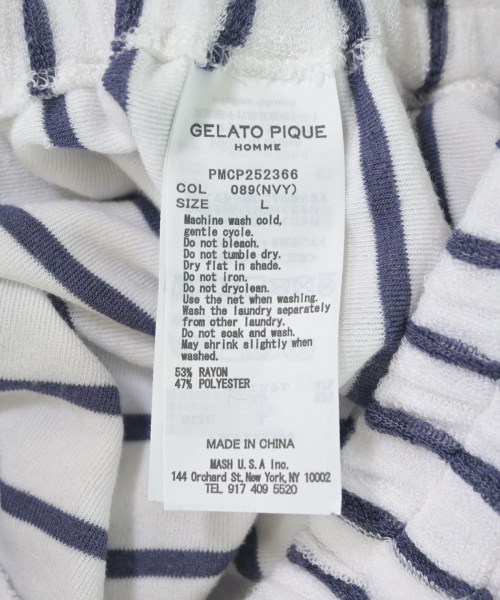 GELATO PIQUE
HOMME
PMCP252366
COL 089(NVY)
SIZE L
Machine wash cold,
gentle cycle.
Do not bleach.
Do not tumble dry.
Dry flat in shade.
Do not iron.
Do not dryclean.
Use the net when washing.
Wash the laundry separately
from other laundry.
Do not soak and wash.
May shrink slightly when
washed.
53% RAYON
47% POLYESTER
MADE IN CHINA
MASH U.S.A Inc.
144 Orchard St, New York, NY 10002
TEL 917 409 5520